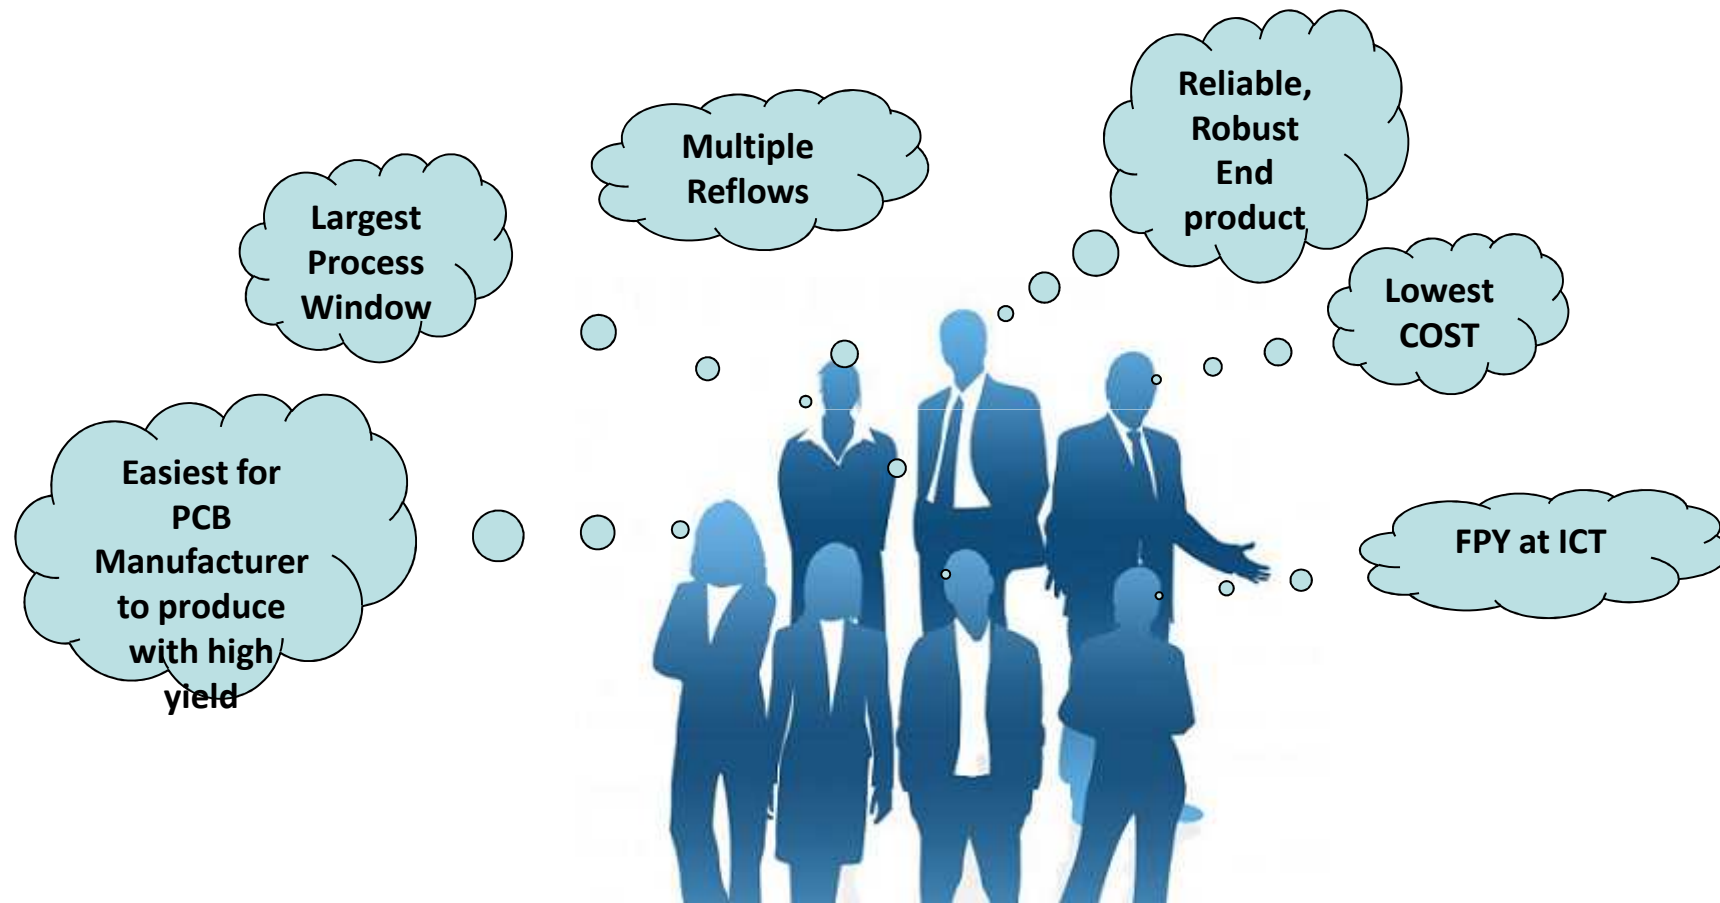 Reliable,
Robust
End
product
Multiple
Reflows
Largest
Process
Window
Lowest
COST
Easiest for
PCB
Manufacturer
to produce
with high
yield
FPY at ICT